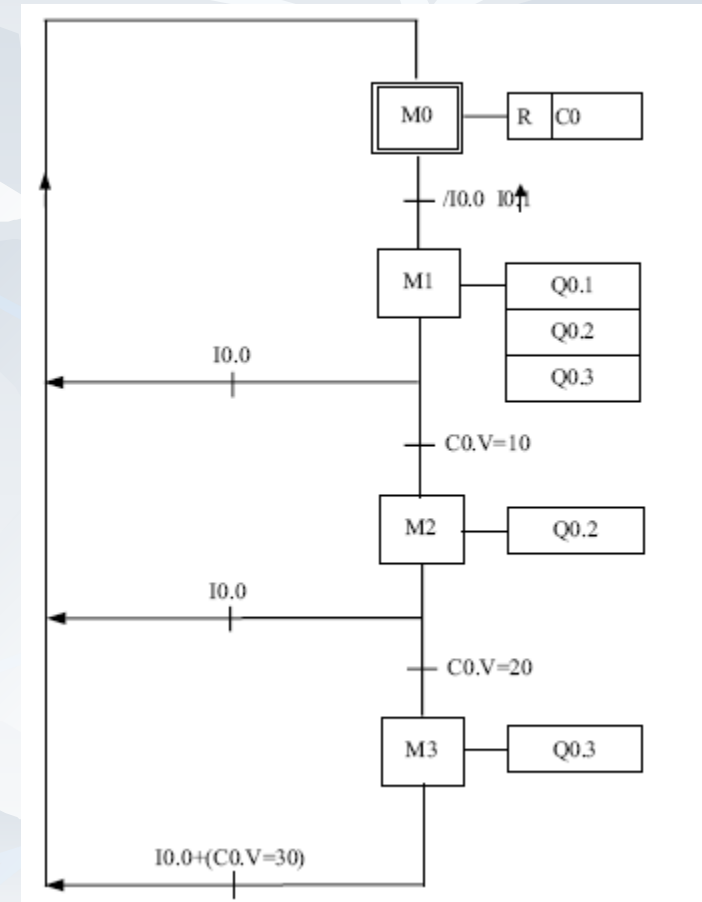 M0
R C0
/I0.0 I0.1
M1
Q0.1
Q0.2
Q0.3
I0.0
C0.V=10
M2
Q0.2
I0.0
C0.V=20
M3
Q0.3
I0.0+(C0.V=30)